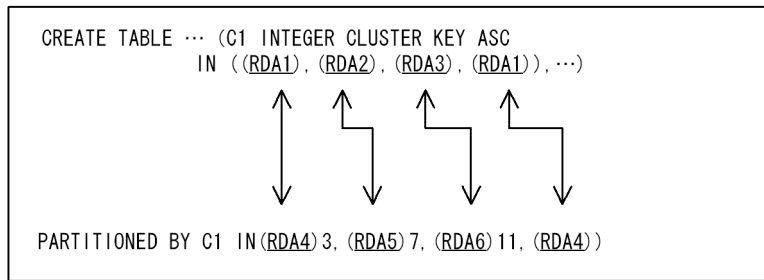 CREATE TABLE … (C1 INTEGER CLUSTER KEY ASC
IN ((RDA1), (RDA2), (RDA3), (RDA1)), …)
PARTITIONED BY C1 IN(RDA4)3, (RDA5)7, (RDA6)11, (RDA4))